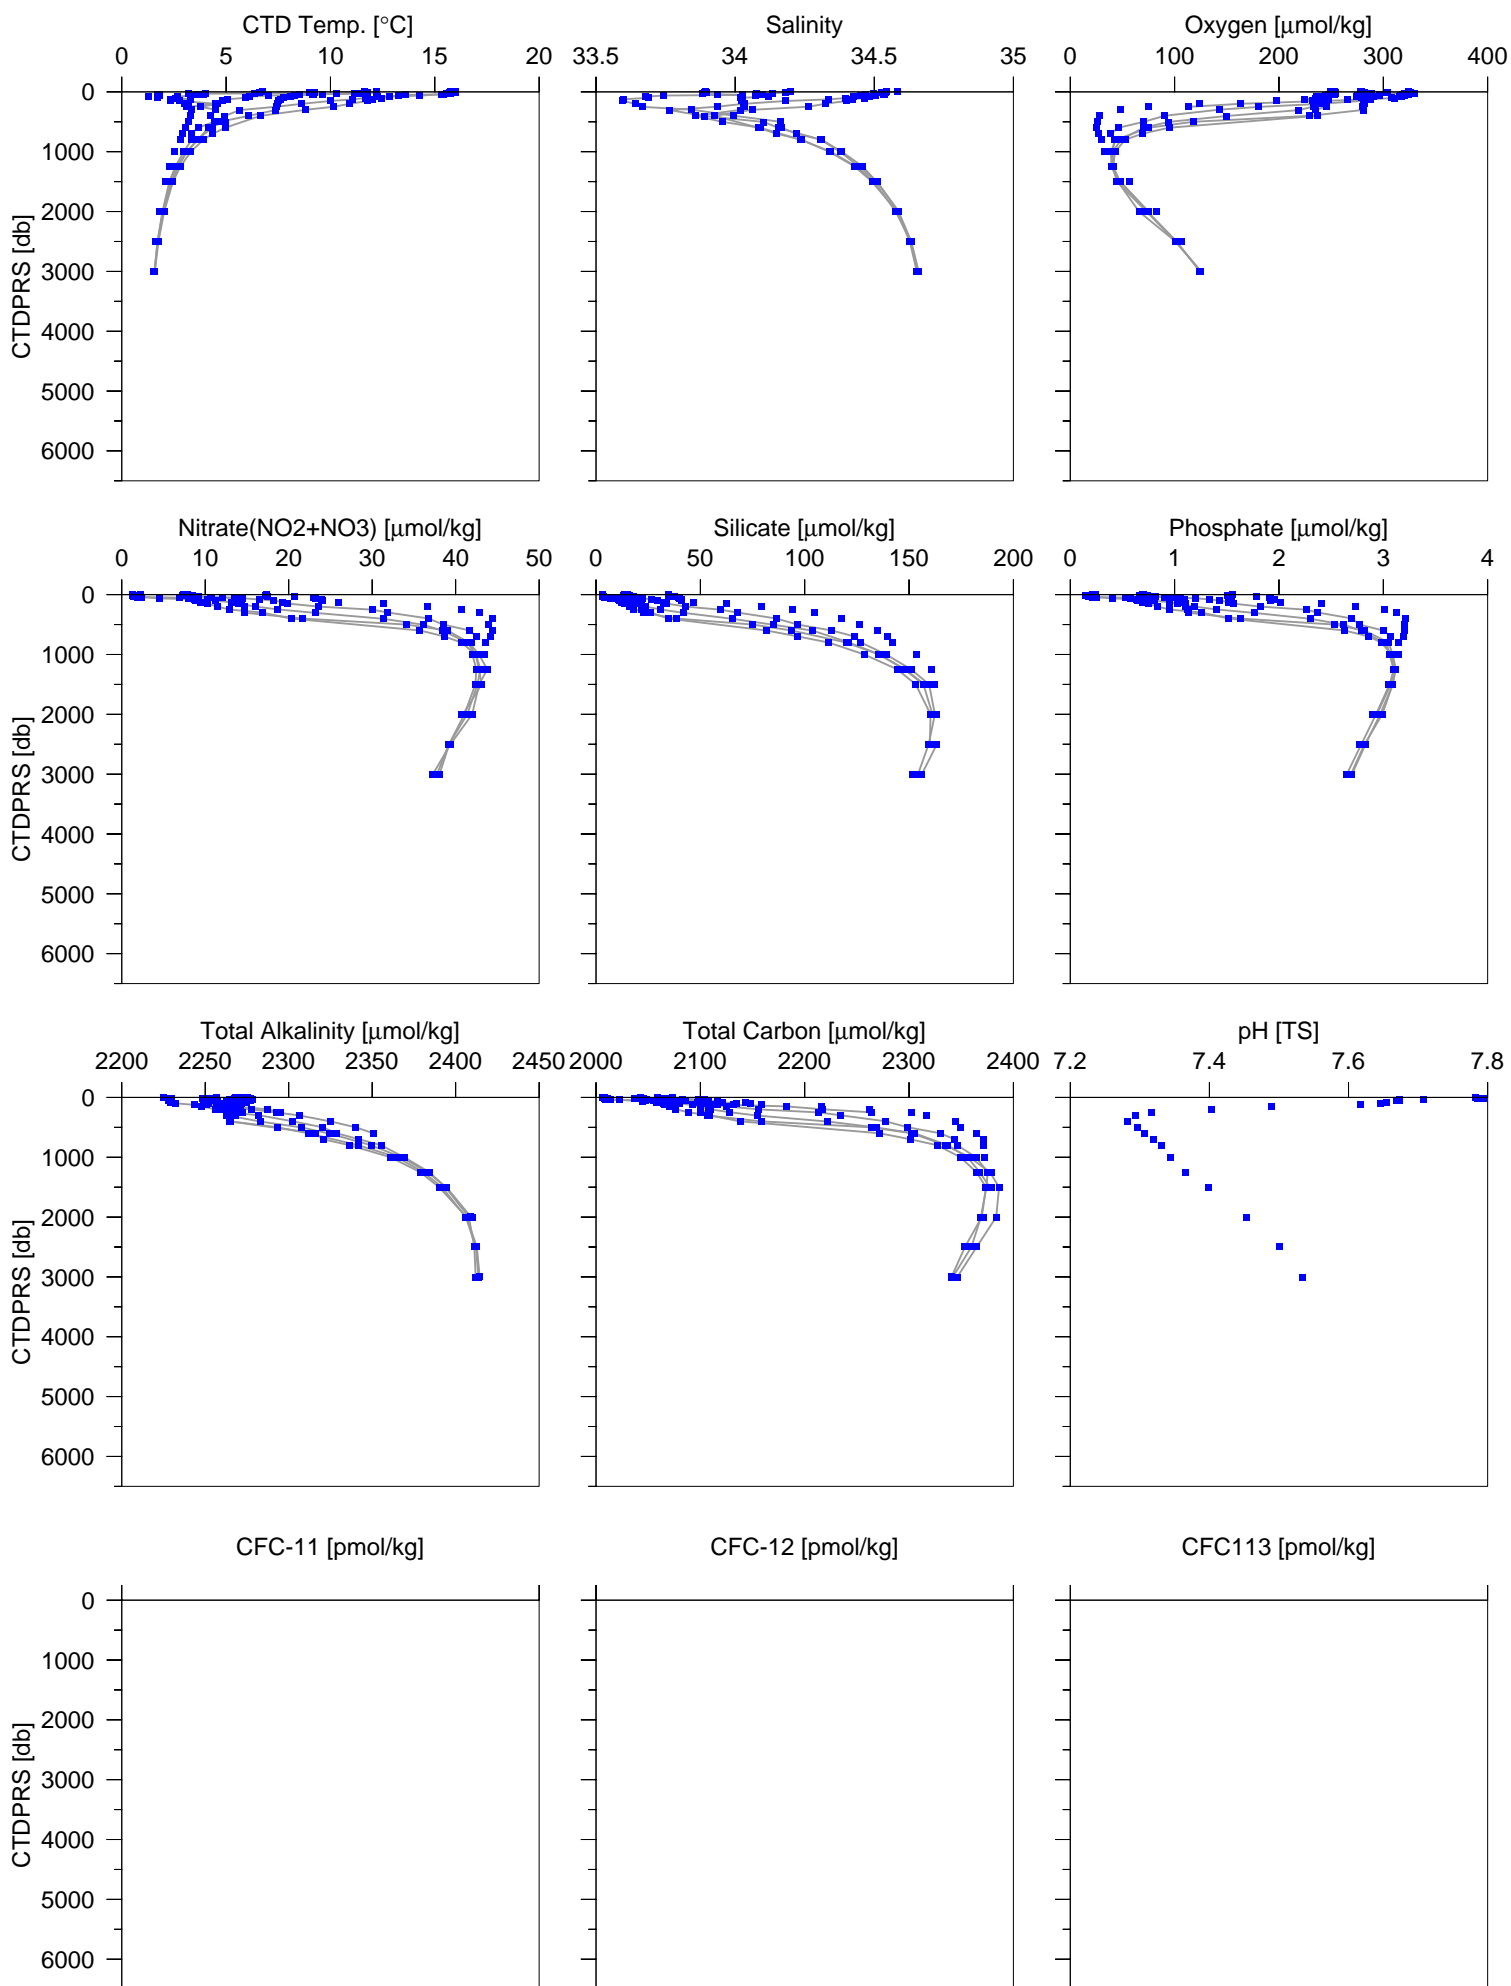 CTD Temp. [°C]
Salinity
Oxygen [μmol/kg]
0 5 10 15 20
33.5 34 34.5 35
0 100 200 300 400
0
1000
2000
3000
4000
5000
6000
CTDPRS [db]
Nitrate(NO2+NO3) [μmol/kg]
Silicate [μmol/kg]
Phosphate [μmol/kg]
0 10 20 30 40 50
0 50 100 150 200
0 1 2 3 4
0
1000
2000
3000
4000
5000
6000
CTDPRS [db]
Total Alkalinity [μmol/kg]
Total Carbon [μmol/kg]
pH [TS]
2200 2250 2300 2350 2400 2450
2000 2100 2200 2300 2400
7.2 7.4 7.6 7.8
0
1000
2000
3000
4000
5000
6000
CTDPRS [db]
CFC-11 [pmol/kg]
CFC-12 [pmol/kg]
CFC113 [pmol/kg]
0
1000
2000
3000
4000
5000
6000
CTDPRS [db]